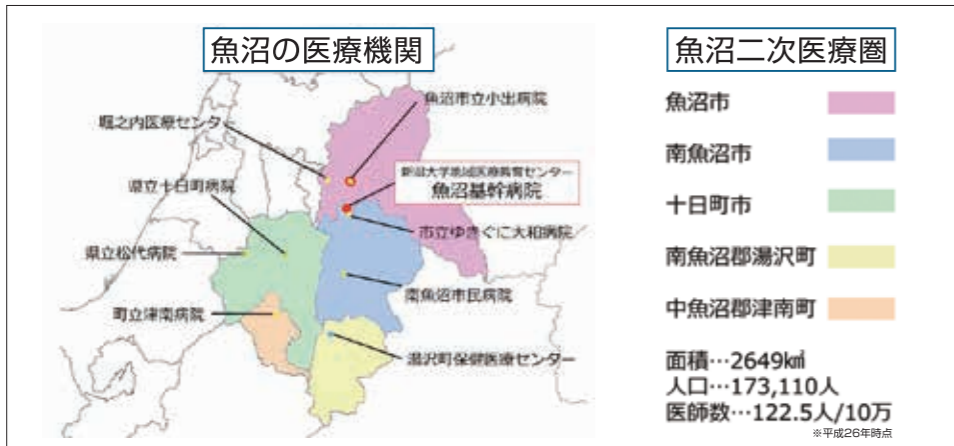 魚沼の医療機関
魚沼市立小出病院
堀之内医療センター
新潟大学地域医療教育センター
魚沼基幹病院
県立十日町病院
市立ゆきぐに大和病院
県立松代病院
南魚沼市民病院
町立津南病院
湯沢町保健医療センター
魚沼二次医療圏
魚沼市
南魚沼市
十日町市
南魚沼郡湯沢町
中魚沼郡津南町
面積…2649㎢
人口…173,110人
医師数…122.5人/10万
※平成26年時点